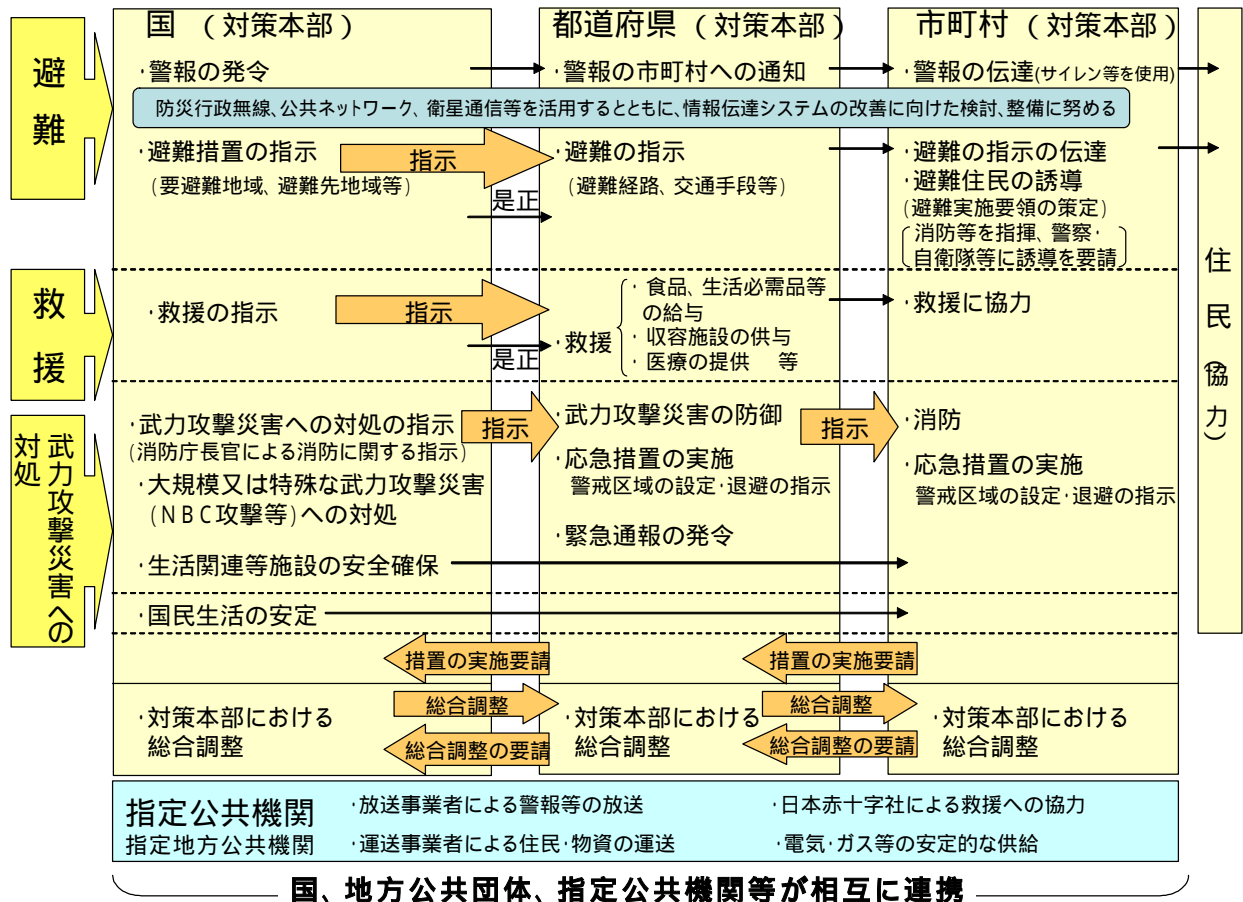 国 （対策本部）
都道府県（対策本部）
市町村（対策本部）
避難
・警報の発令
・警報の市町村への通知
・警報の伝達(サイレン等を使用)
防災行政無線、公共ネットワーク、衛星通信等を活用するとともに、情報伝達システムの改善に向けた検討、整備に努める
・避難措置の指示
(要避難地域、避難先地域等)
指示
是正
・避難の指示
(避難経路、交通手段等)
・避難の指示の伝達
・避難住民の誘導
(避難実施要領の策定)
消防等を指揮、警察・
自衛隊等に誘導を要請
住民（協力）
救援
・救援の指示
指示
是正
・救援
・食品、生活必需品等
の給与
・収容施設の供与
・医療の提供 等
・救援に協力
武力攻撃災害への
対処
・武力攻撃災害への対処の指示
(消防庁長官による消防に関する指示)
・大規模又は特殊な武力攻撃災害
(ＮＢＣ攻撃等)への対処
指示
・武力攻撃災害の防御
・応急措置の実施
警戒区域の設定・退避の指示
・緊急通報の発令
指示
・消防
・応急措置の実施
警戒区域の設定・退避の指示
・生活関連等施設の安全確保
・国民生活の安定
措置の実施要請
措置の実施要請
・対策本部における
総合調整
総合調整
総合調整の要請
・対策本部における
総合調整
総合調整
総合調整の要請
・対策本部における
総合調整
指定公共機関
指定地方公共機関
・放送事業者による警報等の放送
・日本赤十字社による救援への協力
・運送事業者による住民・物資の運送
・電気・ガス等の安定的な供給
国、地方公共団体、指定公共機関等が相互に連携